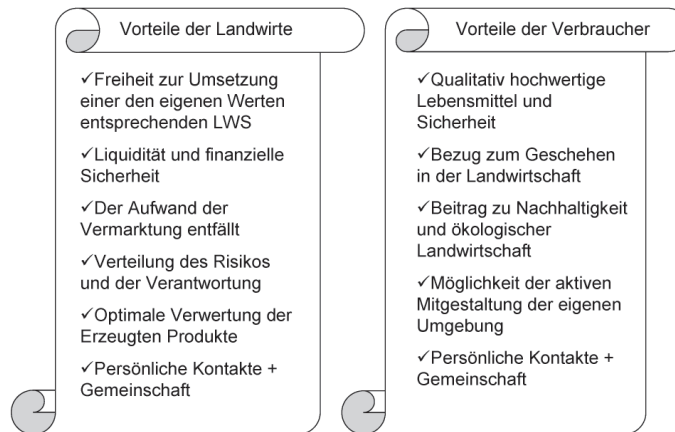 Vorteile der Landwirte
✓Freiheit zur Umsetzung
einer den eigenen Werten
entsprechenden LWS
✓Liquidität und finanzielle
Sicherheit
✓Der Aufwand der
Vermarktung entfällt
✓Verteilung des Risikos
und der Verantwortung
✓Optimale Verwertung der
Erzeugten Produkte
✓Persönliche Kontakte +
Gemeinschaft
Vorteile der Verbraucher
✓Qualitativ hochwertige
Lebensmittel und
Sicherheit
✓Bezug zum Geschehen
in der Landwirtschaft
✓Beitrag zu Nachhaltigkeit
und ökologischer
Landwirtschaft
✓Möglichkeit der aktiven
Mitgestaltung der eigenen
Umgebung
✓Persönliche Kontakte +
Gemeinschaft